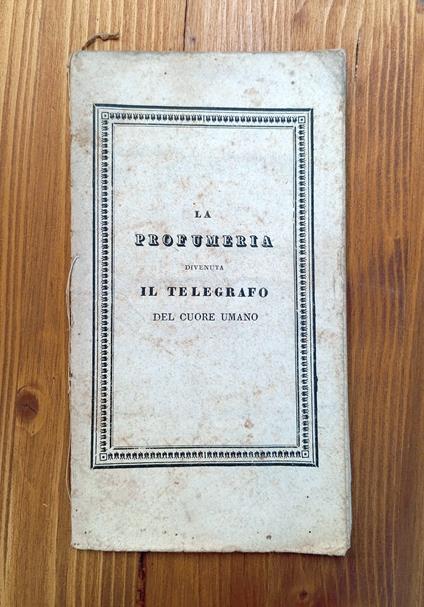 LA
PROFUMERIA
DIVENUTA
IL TELEGRAFO
DEL CUORE UMANO